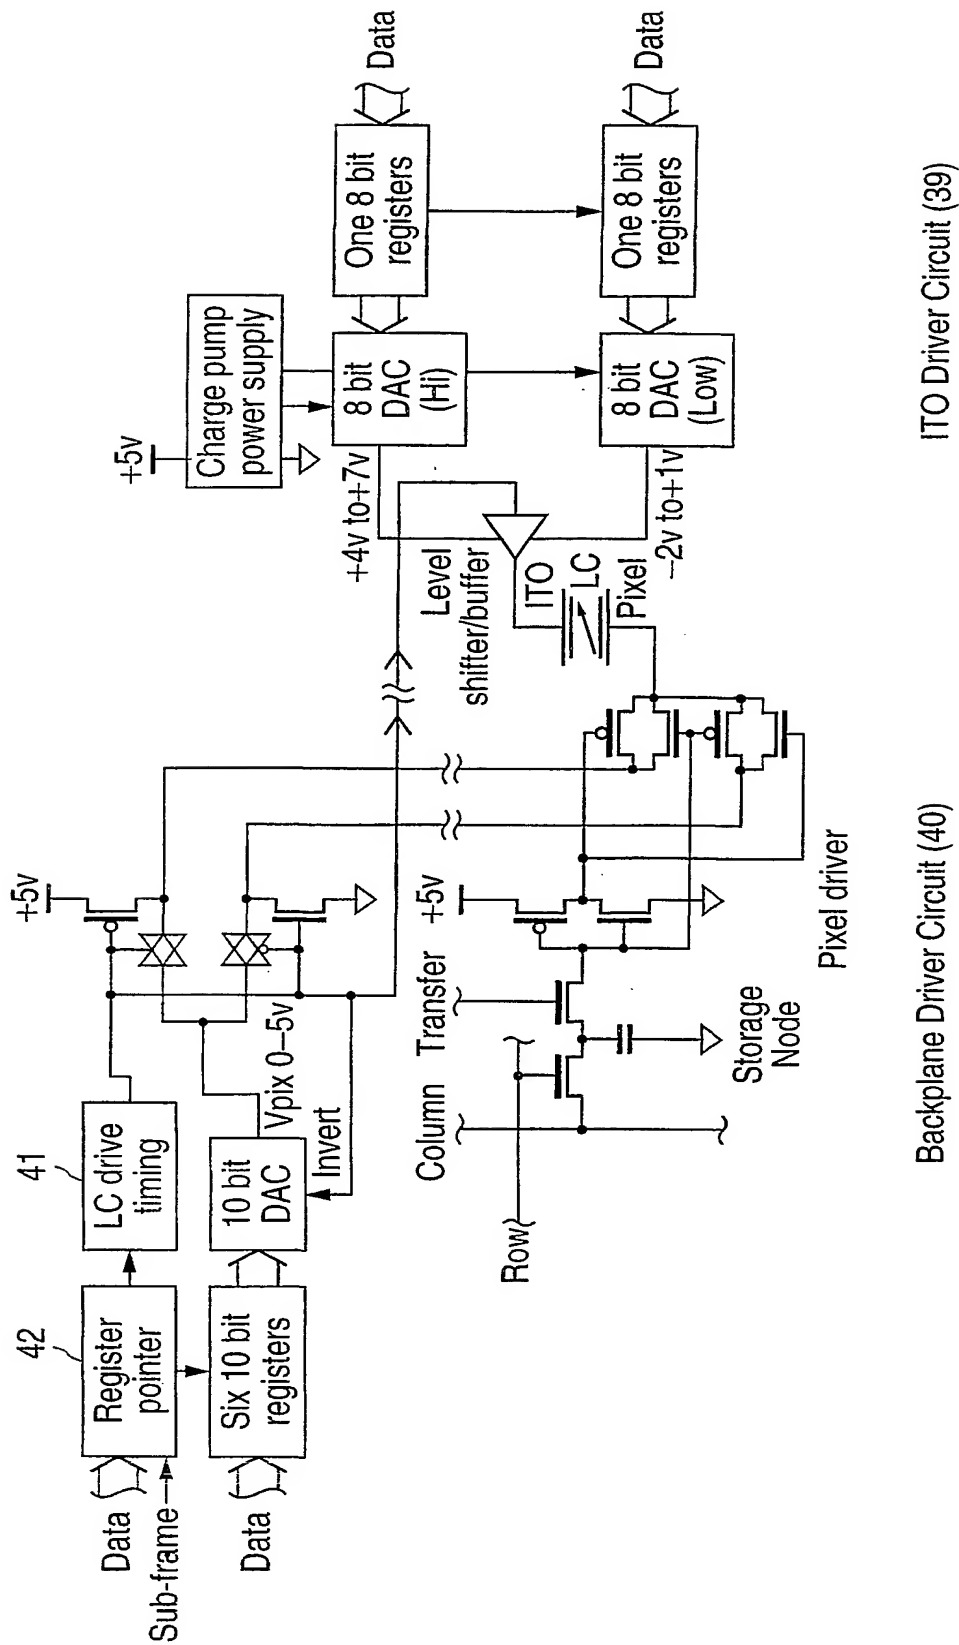 Data
Sub-frame
Register
pointer
42
LC drive
timing
41
Data
Six 10 bit
registers
10 bit
DAC
Vpix 0–5v
Invert
+5v
Row
Column
Transfer
+5v
Storage
Node
Pixel driver
Level
shifter/buffer
ITO
LC
Pixel
+4v to+7v
–2v to+1v
+5v
Charge pump
power supply
8 bit
DAC
(Hi)
One 8 bit
registers
Data
8 bit
DAC
(Low)
One 8 bit
registers
Data
Backplane Driver Circuit (40)
ITO Driver Circuit (39)